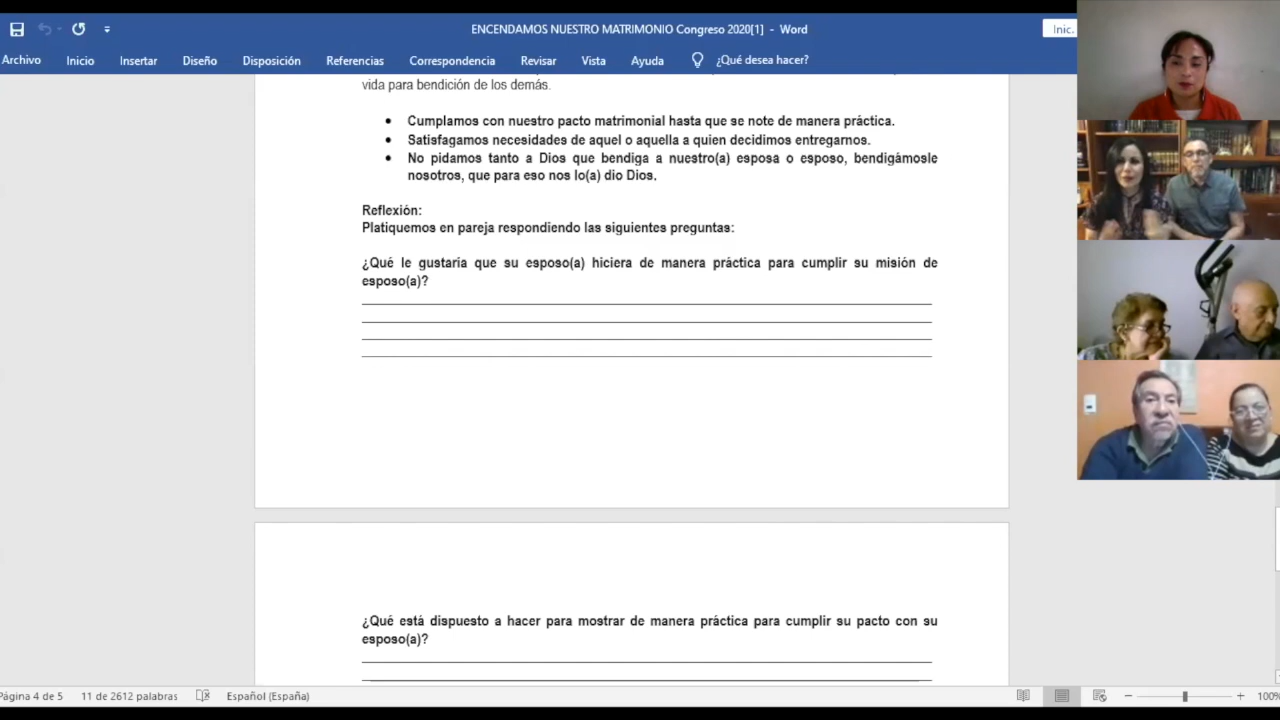 ENCENDAMOS NUESTRO MATRIMONIO Congreso 2020[1] - Word
Inic.
Archivo Inicio Insertar Diseño Disposición Referencias Correspondencia Revisar Vista Ayuda ¿Qué desea hacer?
vida para bendición de los demás.
• Cumplamos con nuestro pacto matrimonial hasta que se note de manera práctica.
• Satisfagamos necesidades de aquel o aquella a quien decidimos entregarnos.
• No pidamos tanto a Dios que bendiga a nuestro(a) esposa o esposo, bendigámosle
nosotros, que para eso nos lo(a) dio Dios.
Reflexión:
Platiquemos en pareja respondiendo las siguientes preguntas:
¿Qué le gustaría que su esposo(a) hiciera de manera práctica para cumplir su misión de
esposo(a)?
¿Qué está dispuesto a hacer para mostrar de manera práctica para cumplir su pacto con su
esposo(a)?
Página 4 de 5 11 de 2612 palabras Español (España) 100%